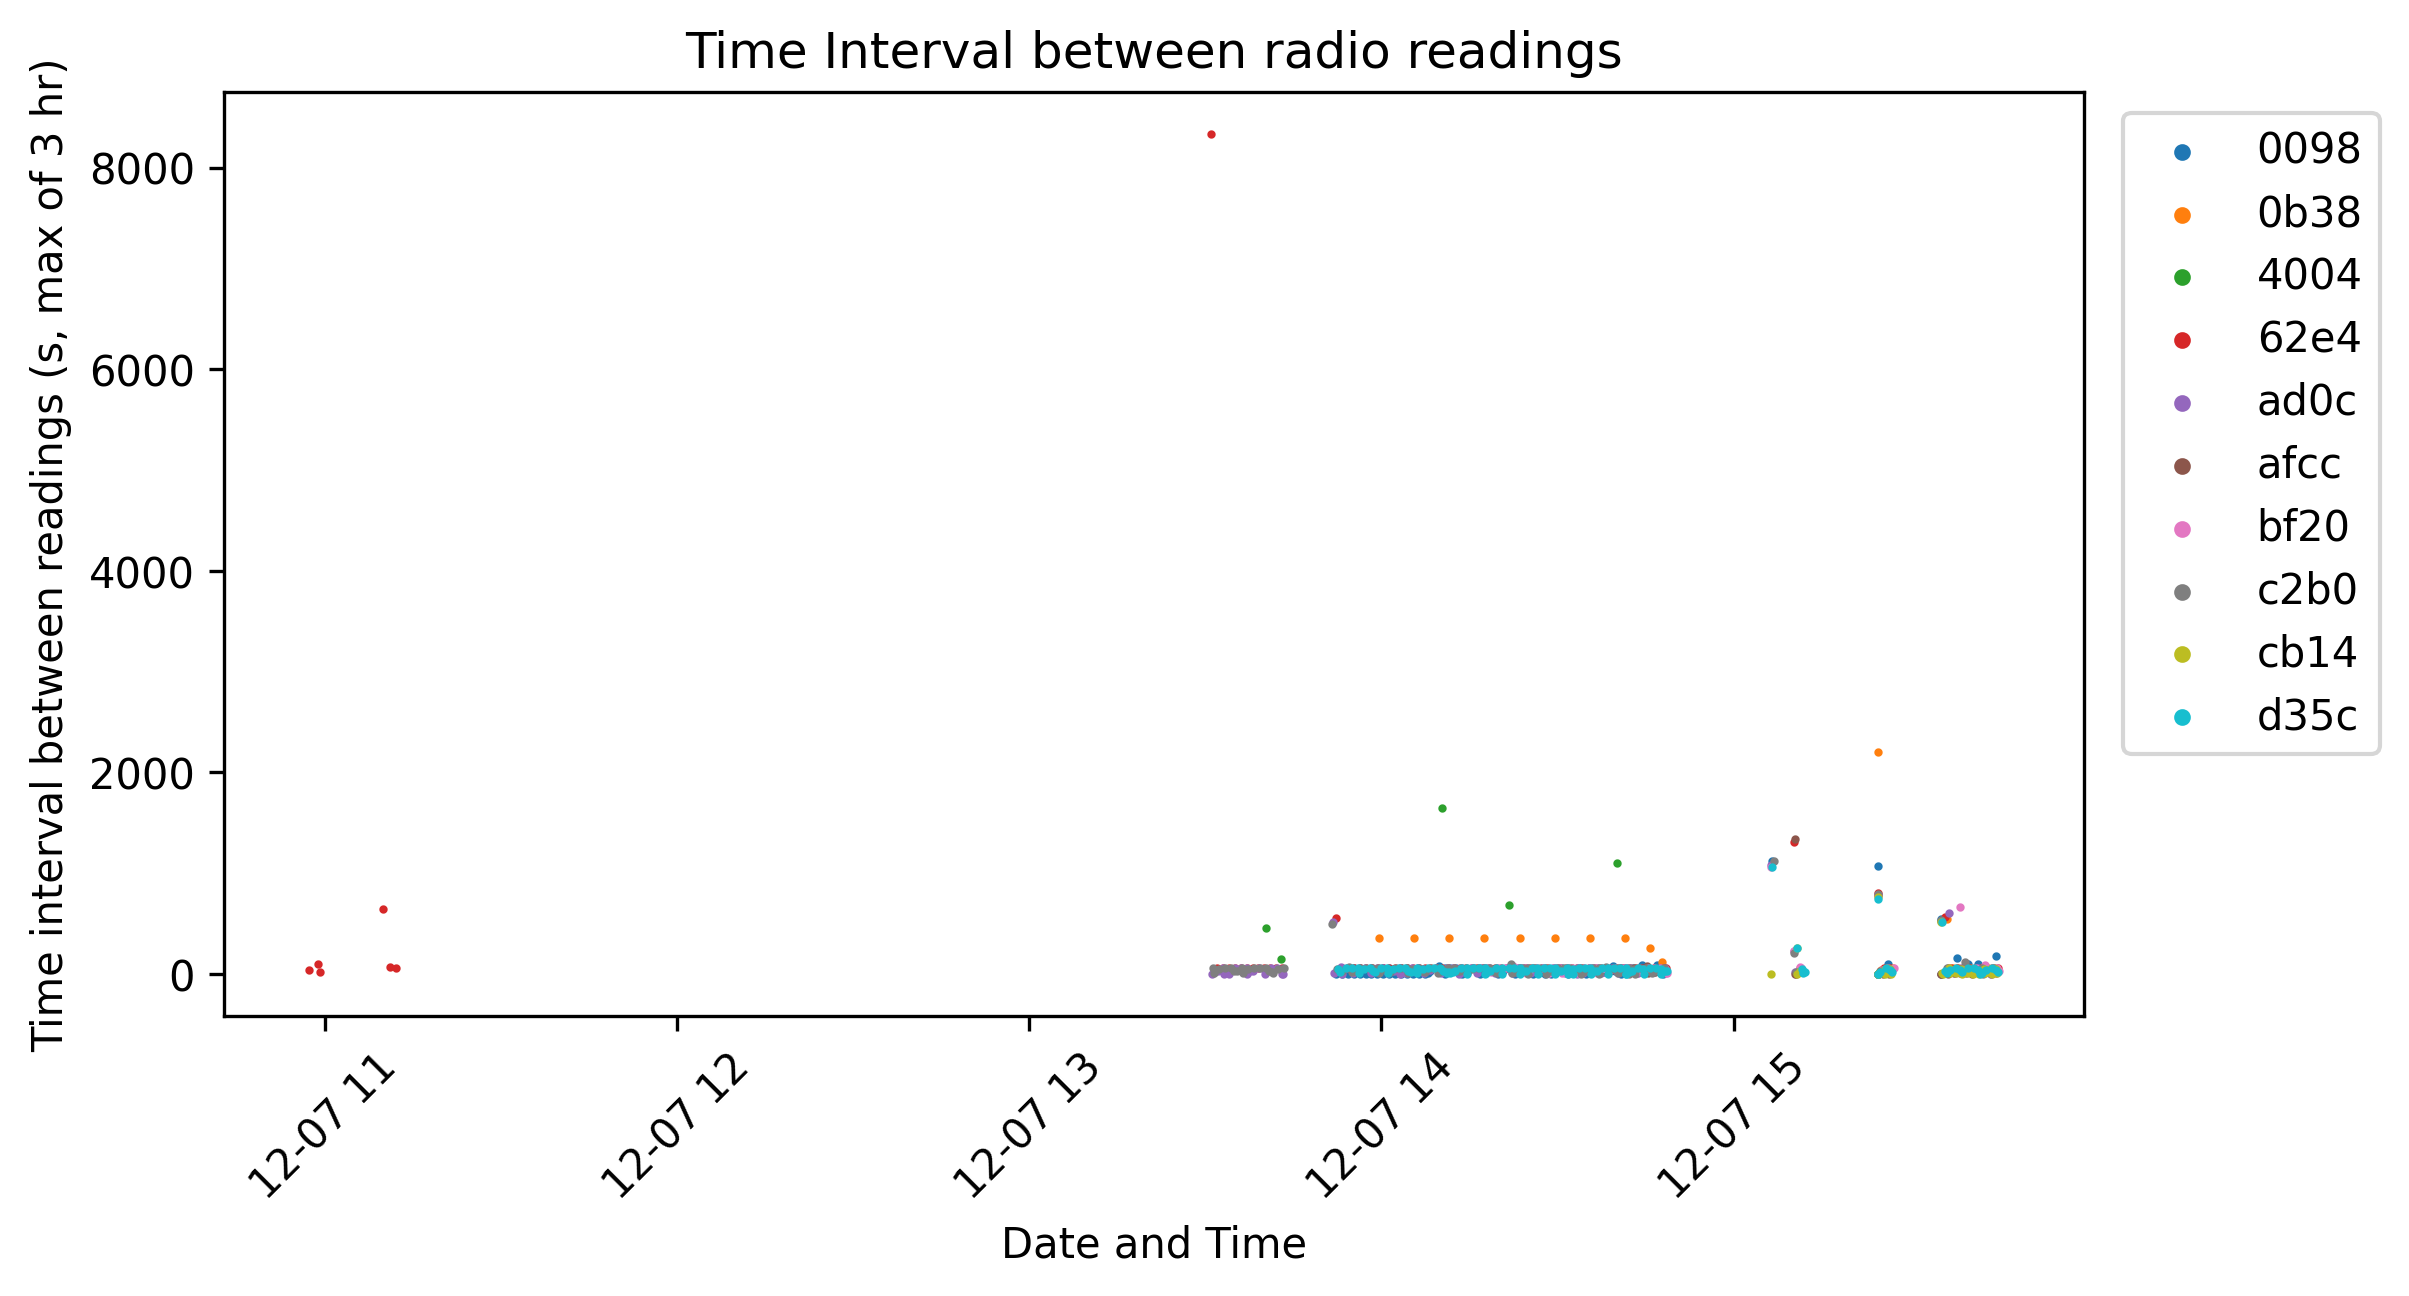 Time Interval between radio readings
Time interval between readings (s, max of 3 hr)
8000
6000
4000
2000
0
12-07 11
12-07 12
12-07 13
12-07 14
12-07 15
Date and Time
0098
0b38
4004
62e4
ad0c
afcc
bf20
c2b0
cb14
d35c